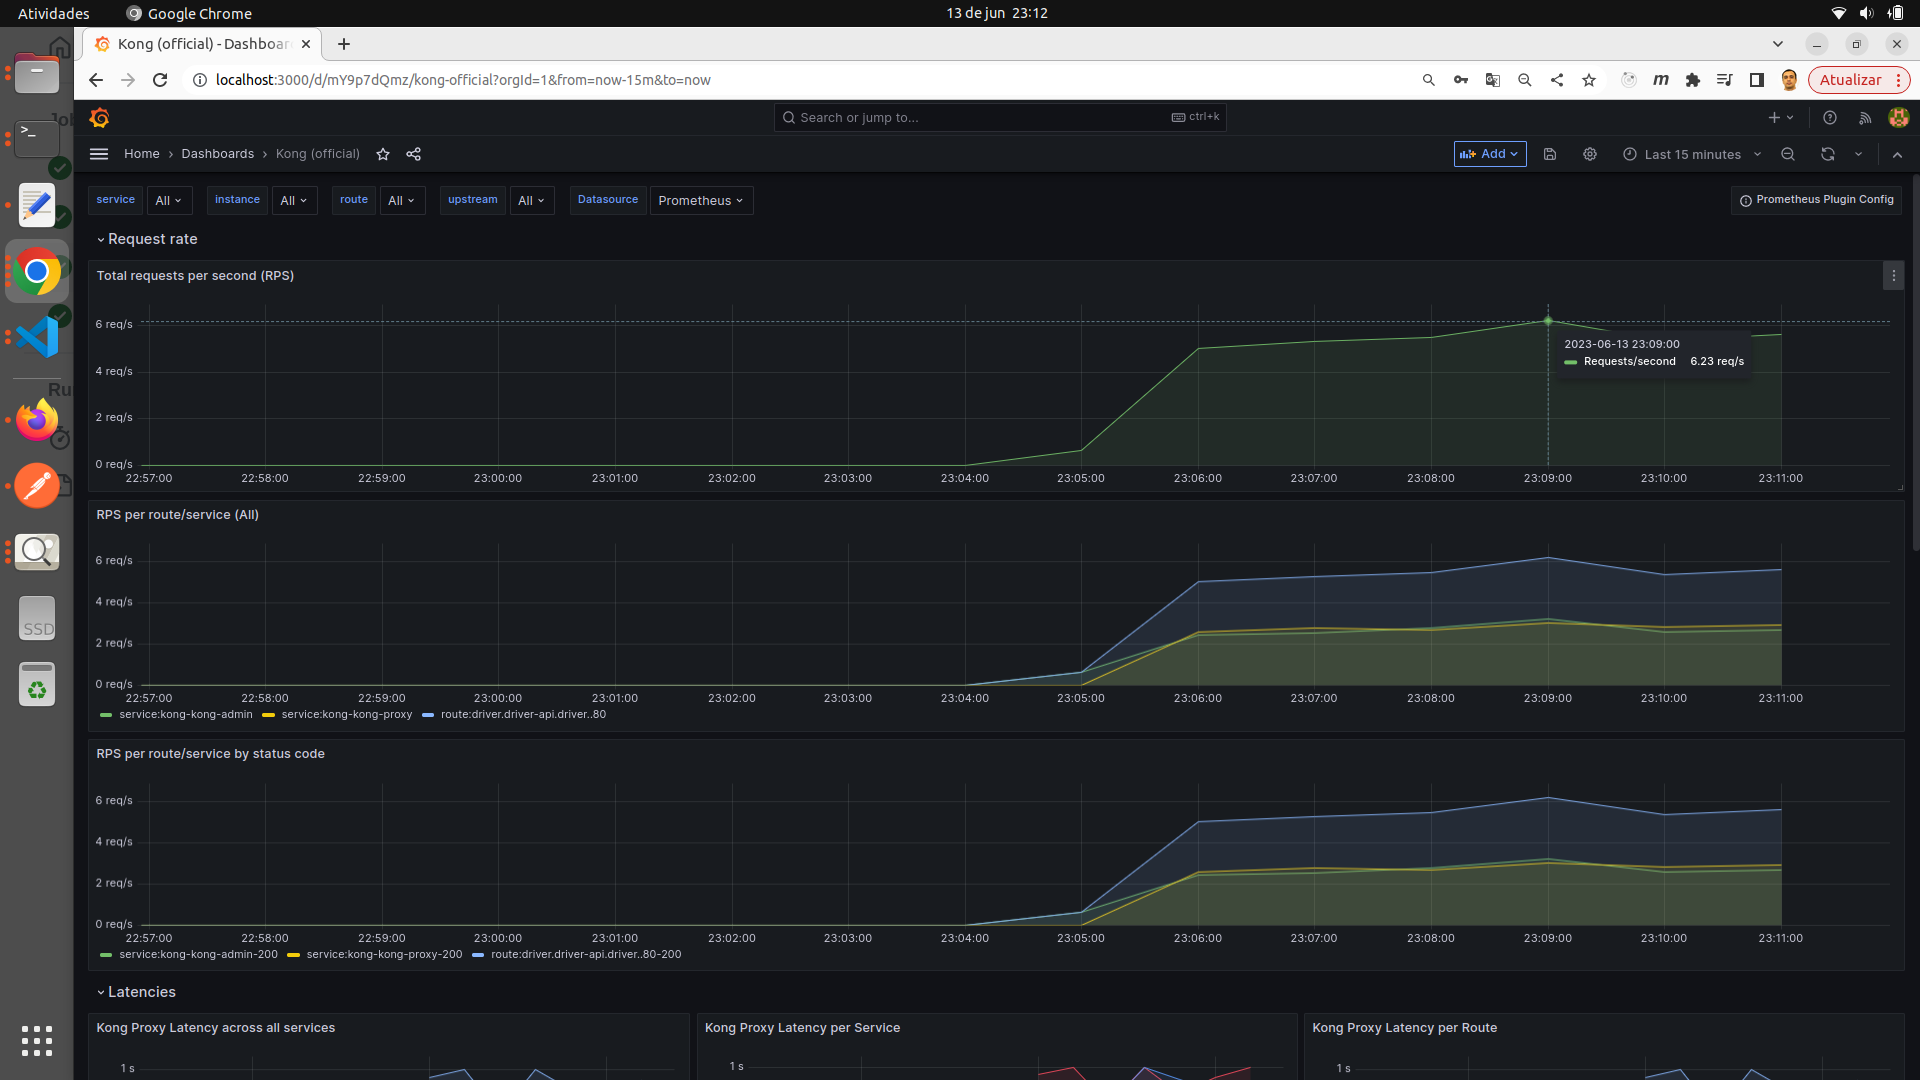 Atividades Google Chrome 13 de jun 23:12
Kong (official) - Dashboar
localhost:3000/d/mY9p7dQmz/kong-official?orgId=1&from=now-15m&to=now Atualizar
Search or jump to... ctrl+k
Home Dashboards Kong (official) Add Last 15 minutes
service All instance All route All upstream All Datasource Prometheus Prometheus Plugin Config
Request rate
Total requests per second (RPS)
6 req/s
4 req/s
2 req/s
0 req/s
2023-06-13 23:09:00
Requests/second 6.23 req/s
22:57:00 22:58:00 22:59:00 23:00:00 23:01:00 23:02:00 23:03:00 23:04:00 23:05:00 23:06:00 23:07:00 23:08:00 23:09:00 23:10:00 23:11:00
RPS per route/service (All)
6 req/s
4 req/s
2 req/s
0 req/s
22:57:00 22:58:00 22:59:00 23:00:00 23:01:00 23:02:00 23:03:00 23:04:00 23:05:00 23:06:00 23:07:00 23:08:00 23:09:00 23:10:00 23:11:00
service:kong-kong-admin service:kong-kong-proxy route:driver.driver-api.driver..80
RPS per route/service by status code
6 req/s
4 req/s
2 req/s
0 req/s
22:57:00 22:58:00 22:59:00 23:00:00 23:01:00 23:02:00 23:03:00 23:04:00 23:05:00 23:06:00 23:07:00 23:08:00 23:09:00 23:10:00 23:11:00
service:kong-kong-admin-200 service:kong-kong-proxy-200 route:driver.driver-api.driver..80-200
Latencies
Kong Proxy Latency across all services Kong Proxy Latency per Service Kong Proxy Latency per Route
1 s 1 s 1 s
SSD